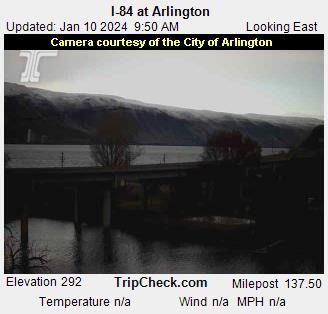 I-84 at Arlington
Updated: Jan 10 2024 9:50 AM Looking East
Camera courtesy of the City of Arlington
Elevation 292 TripCheck.com Milepost 137.50
Temperature n/a Wind n/a MPH n/a